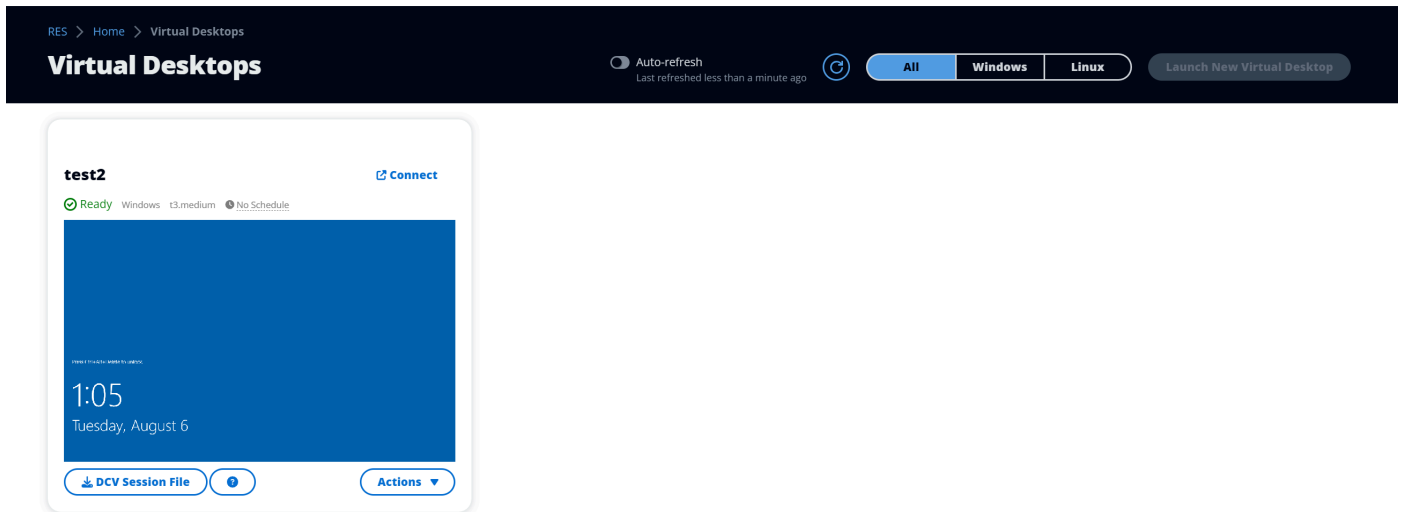 RES > Home > Virtual Desktops
Virtual Desktops
Auto-refresh
Last refreshed less than a minute ago
All
Windows
Linux
Launch New Virtual Desktop
test2
Connect
Ready Windows t3.medium No Schedule
1:05
Tuesday, August 6
DCV Session File
?
Actions